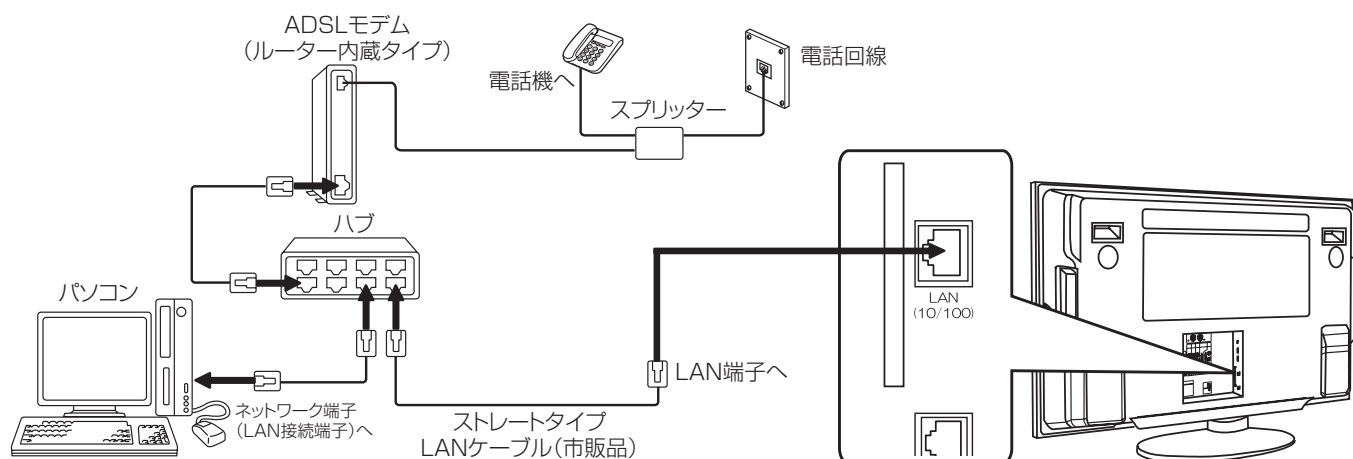 ADSLモデム
(ルーター内蔵タイプ)
電話機へ
電話回線
スプリッター
ハブ
パソコン
LAN
(10/100)
LAN端子へ
ネットワーク端子
(LAN接続端子)へ
ストレートタイプ
LANケーブル(市販品)